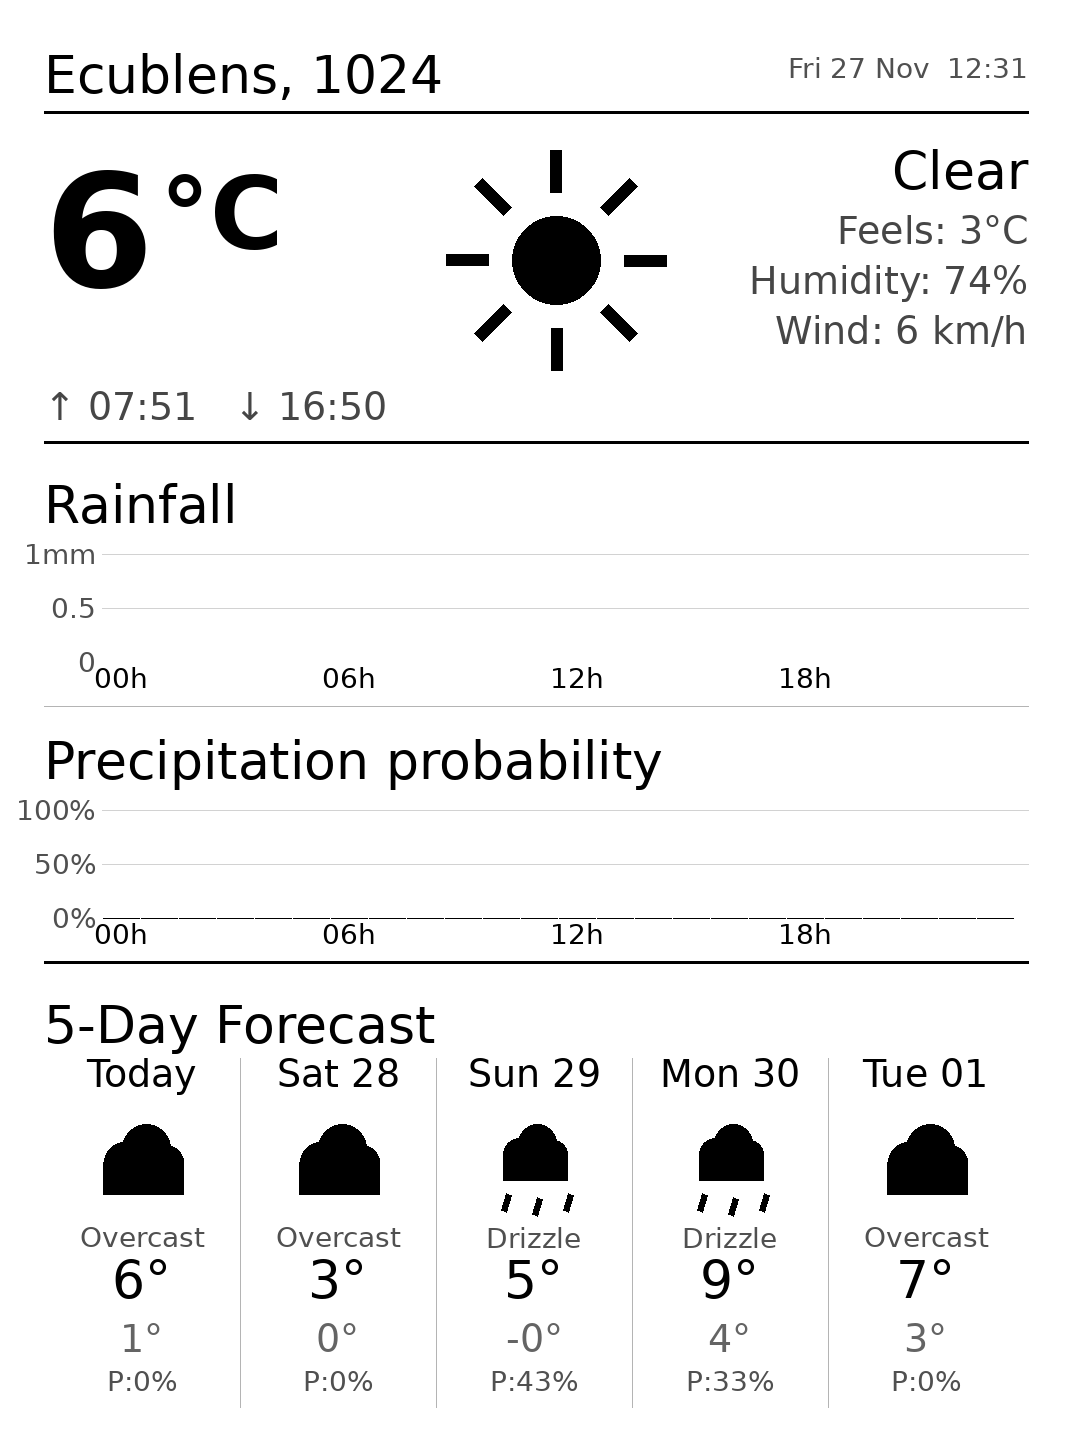 Ecublens, 1024
Fri 27 Nov  12:31
6°C
Clear
Feels: 3°C
Humidity: 74%
Wind: 6 km/h
↑ 07:51  ↓ 16:50
Rainfall
1mm
0.5
0
00h 06h 12h 18h
Precipitation probability
100%
50%
0%
00h 06h 12h 18h
5-Day Forecast
Today Sat 28 Sun 29 Mon 30 Tue 01
Overcast Overcast Drizzle Drizzle Overcast
6° 3° 5° 9° 7°
1° 0° -0° 4° 3°
P:0% P:0% P:43% P:33% P:0%